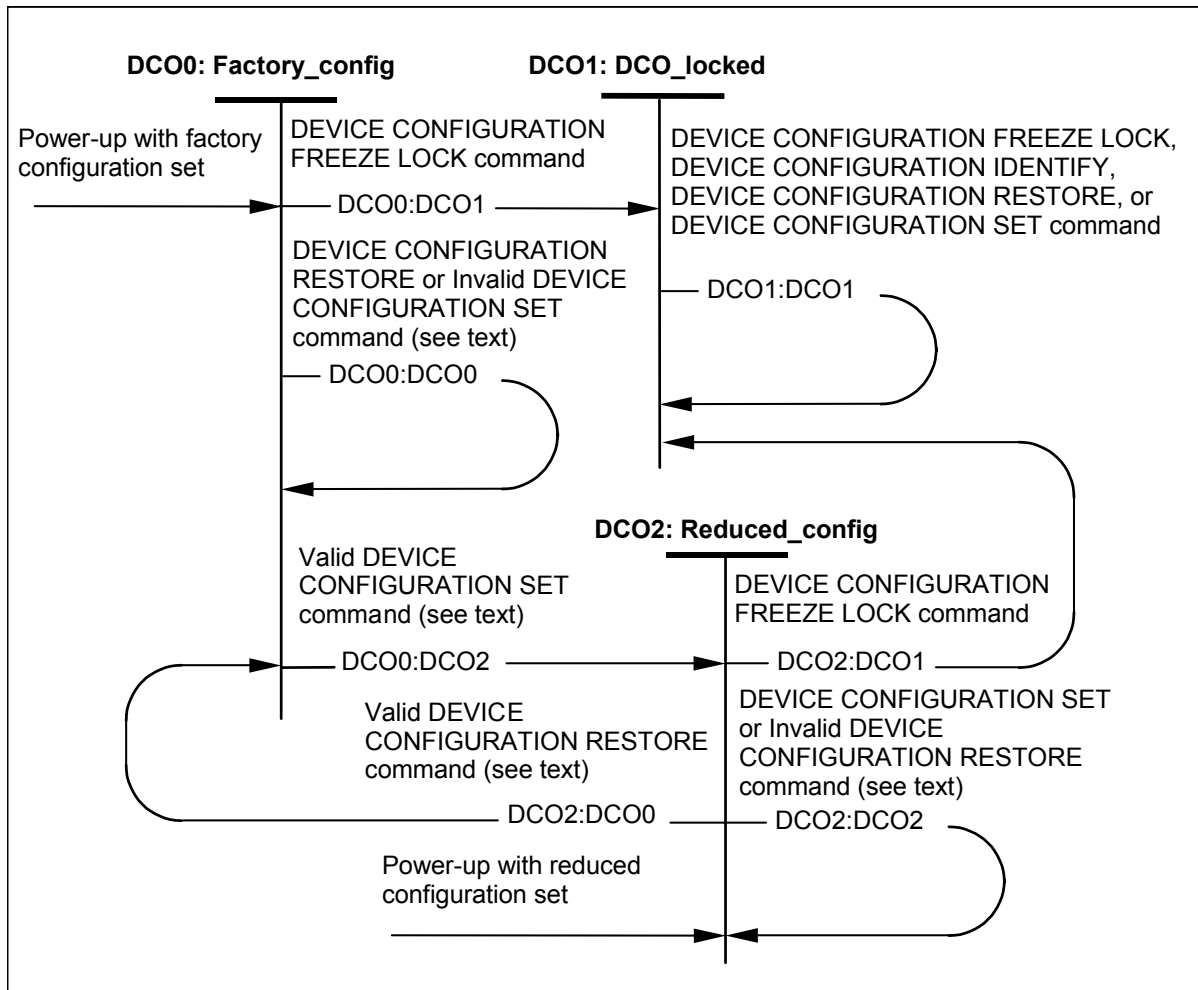 DCO0: Factory_config
DCO1: DCO_locked
Power-up with factory
configuration set
DEVICE CONFIGURATION
FREEZE LOCK command
DCO0:DCO1
DEVICE CONFIGURATION FREEZE LOCK,
DEVICE CONFIGURATION IDENTIFY,
DEVICE CONFIGURATION RESTORE, or
DEVICE CONFIGURATION SET command
DEVICE CONFIGURATION
RESTORE or Invalid DEVICE
CONFIGURATION SET
command (see text)
DCO1:DCO1
DCO0:DCO0
DCO2: Reduced_config
Valid DEVICE
CONFIGURATION SET
command (see text)
DEVICE CONFIGURATION
FREEZE LOCK command
DCO0:DCO2
DCO2:DCO1
Valid DEVICE
CONFIGURATION RESTORE
command (see text)
DEVICE CONFIGURATION SET
or Invalid DEVICE
CONFIGURATION RESTORE
command (see text)
DCO2:DCO0
DCO2:DCO2
Power-up with reduced
configuration set